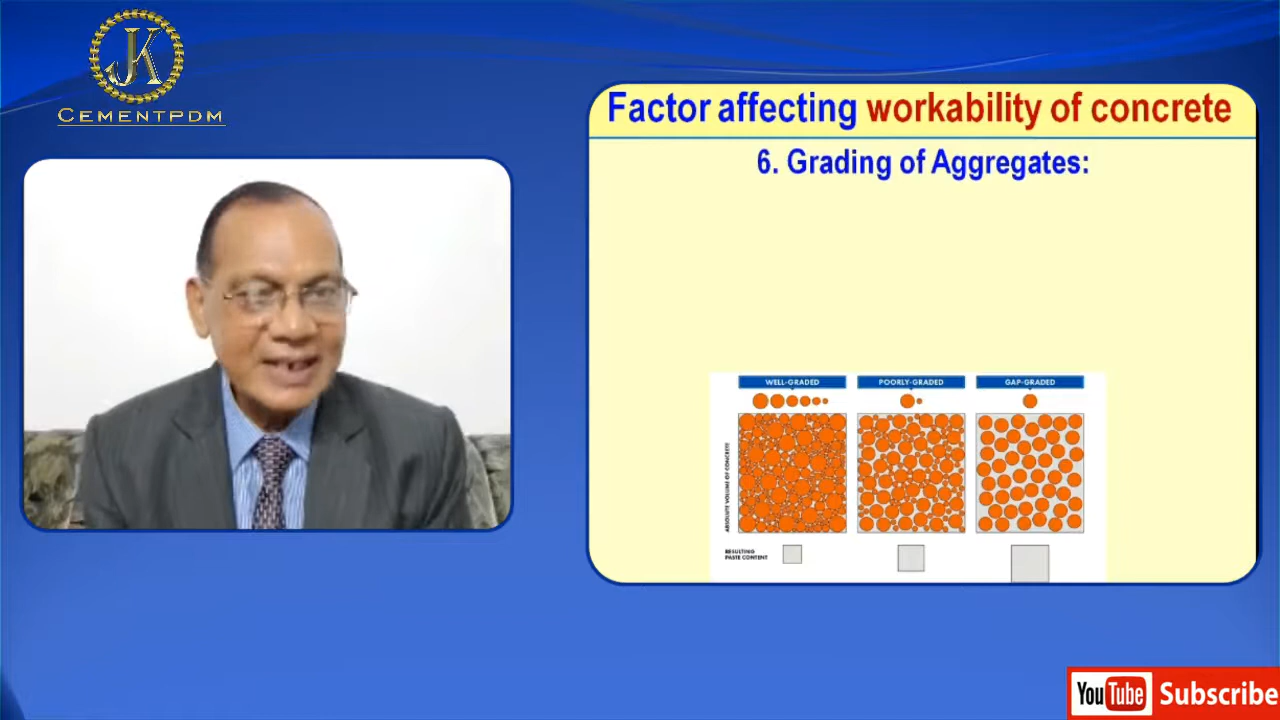 JK
CEMENTPDM
Factor affecting workability of concrete
6. Grading of Aggregates:
WELL-GRADED
POORLY-GRADED
GAP-GRADED
ABSOLUTE VOLUME OF CONCRETE
RESULTING
PASTE CONTENT
YouTube Subscribe